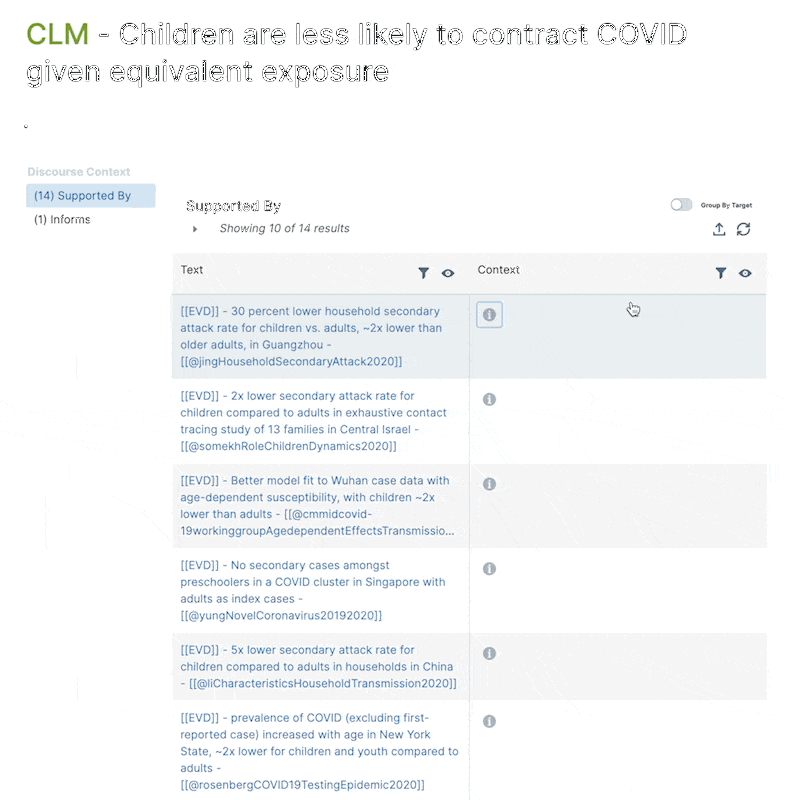 CLM - Children are less likely to contract COVID
given equivalent exposure
Discourse Context
(14) Supported By
(1) Informs
Supported By
Group By Target
Showing 10 of 14 results
Text
Context
[[EVD]] - 30 percent lower household secondary
attack rate for children vs. adults, ~2x lower than
older adults, in Guangzhou -
[[@jingHouseholdSecondaryAttack2020]]
[[EVD]] - 2x lower secondary attack rate for
children compared to adults in exhaustive contact
tracing study of 13 families in Central Israel -
[[@somekhRoleChildrenDynamics2020]]
[[EVD]] - Better model fit to Wuhan case data with
age-dependent susceptibility, with children ~2x
lower than adults - [[@cmmidcovid-
19workinggroupAgedependentEffectsTransmissio...
[[EVD]] - No secondary cases amongst
preschoolers in a COVID cluster in Singapore with
adults as index cases -
[[@yungNovelCoronavirus20192020]]
[[EVD]] - 5x lower secondary attack rate for
children compared to adults in households in China
- [[@liCharacteristicsHouseholdTransmission2020]]
[[EVD]] - prevalence of COVID (excluding first-
reported case) increased with age in New York
State, ~2x lower for children and youth compared to
adults -
[[@rosenbergCOVID19TestingEpidemic2020]]